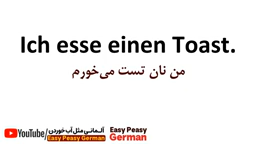 Ich esse einen Toast.
من نان تست می‌خورم
YouTube/ آلمانی مثل آب خوردن Easy Peasy German
Easy Peasy German